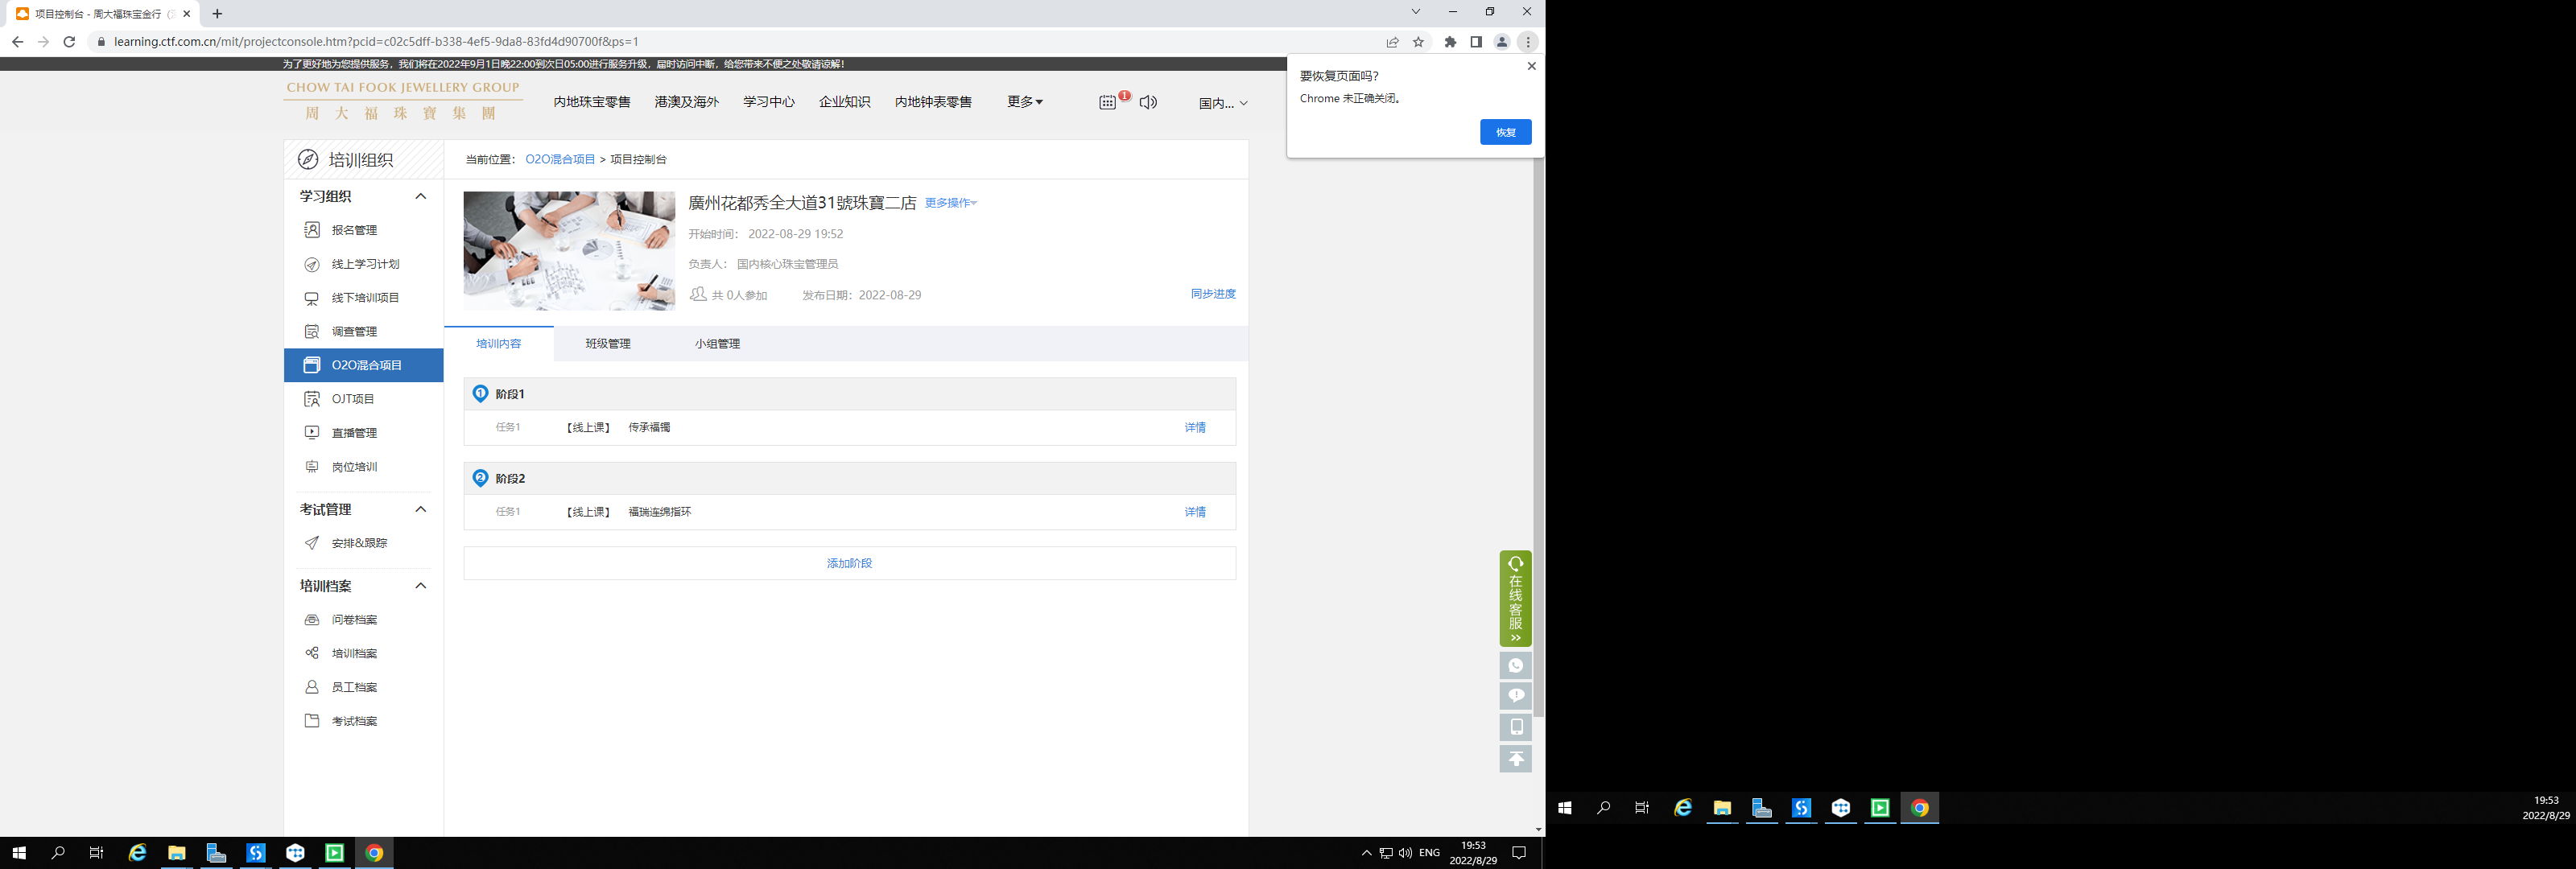 项目控制台 - 周大福珠宝金行
learning.ctf.com.cn/mit/projectconsole.htm?pcid=c02c5dff-b338-4ef5-9da8-83fd4d90700f&ps=1
为了更好地为您提供服务，我们将在2022年9月1日晚22:00到次日05:00进行服务升级，届时访问中断，给您带来不便之处敬请谅解！
要恢复页面吗?
Chrome 未正确关闭。
恢复
CHOW TAI FOOK JEWELLERY GROUP
周大福珠寶集團
内地珠宝零售 港澳及海外 学习中心 企业知识 内地钟表零售 更多
1
国内...
培训组织
当前位置： O2O混合项目 > 项目控制台
学习组织
报名管理
线上学习计划
线下培训项目
调查管理
O2O混合项目
OJT项目
直播管理
岗位培训
考试管理
安排&跟踪
培训档案
问卷档案
培训档案
员工档案
考试档案
廣州花都秀全大道31號珠寶二店 更多操作
开始时间： 2022-08-29 19:52
负责人： 国内核心珠宝管理员
共 0人参加 发布日期：2022-08-29
同步进度
培训内容 班级管理 小组管理
1 阶段1
任务1 【线上课】 传承福镯 详情
2 阶段2
任务1 【线上课】 福瑞连绵指环 详情
添加阶段
在线客服
ENG
19:53
2022/8/29
19:53
2022/8/29